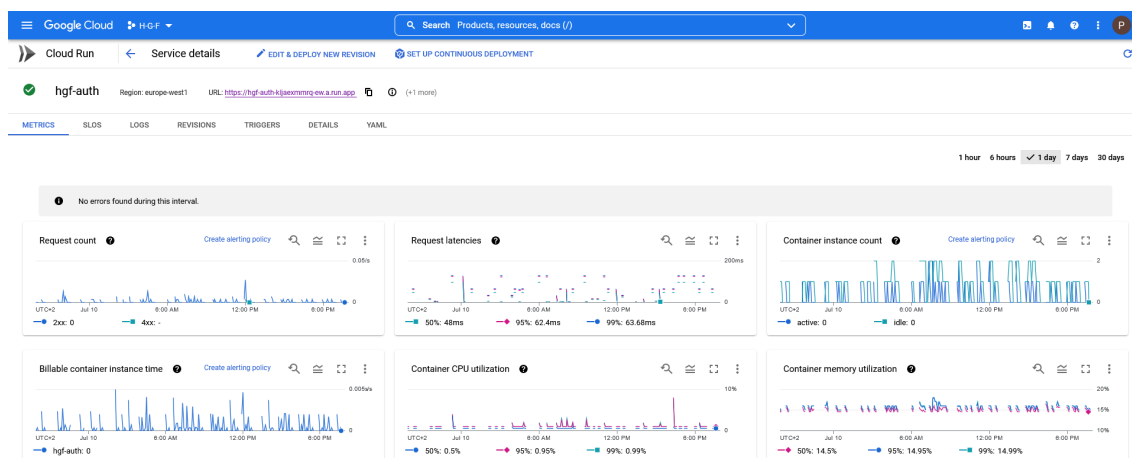 Google Cloud H-G-F Search Products, resources, docs (/) P
Cloud Run Service details EDIT & DEPLOY NEW REVISION SET UP CONTINUOUS DEPLOYMENT
hgf-auth Region: europe-west1 URL: https://hgf-auth-kljaexmmrq-ew.a.run.app (+1 more)
METRICS SLOS LOGS REVISIONS TRIGGERS DETAILS YAML
1 hour 6 hours 1 day 7 days 30 days
No errors found during this interval.
Request count Create alerting policy
0.05/s
0
UTC+2 Jul 10 6:00 AM 12:00 PM 6:00 PM
2xx: 0 4xx: -
Request latencies
200ms
0
UTC+2 Jul 10 6:00 AM 12:00 PM 6:00 PM
50%: 48ms 95%: 62.4ms 99%: 63.68ms
Container instance count Create alerting policy
2
0
UTC+2 Jul 10 6:00 AM 12:00 PM 6:00 PM
active: 0 idle: 0
Billable container instance time Create alerting policy
0.005s/s
0
UTC+2 Jul 10 6:00 AM 12:00 PM 6:00 PM
hgf-auth: 0
Container CPU utilization
10%
0
UTC+2 Jul 10 6:00 AM 12:00 PM 6:00 PM
50%: 0.5% 95%: 0.95% 99%: 0.99%
Container memory utilization
20%
15%
10%
UTC+2 Jul 10 6:00 AM 12:00 PM 6:00 PM
50%: 14.5% 95%: 14.95% 99%: 14.99%